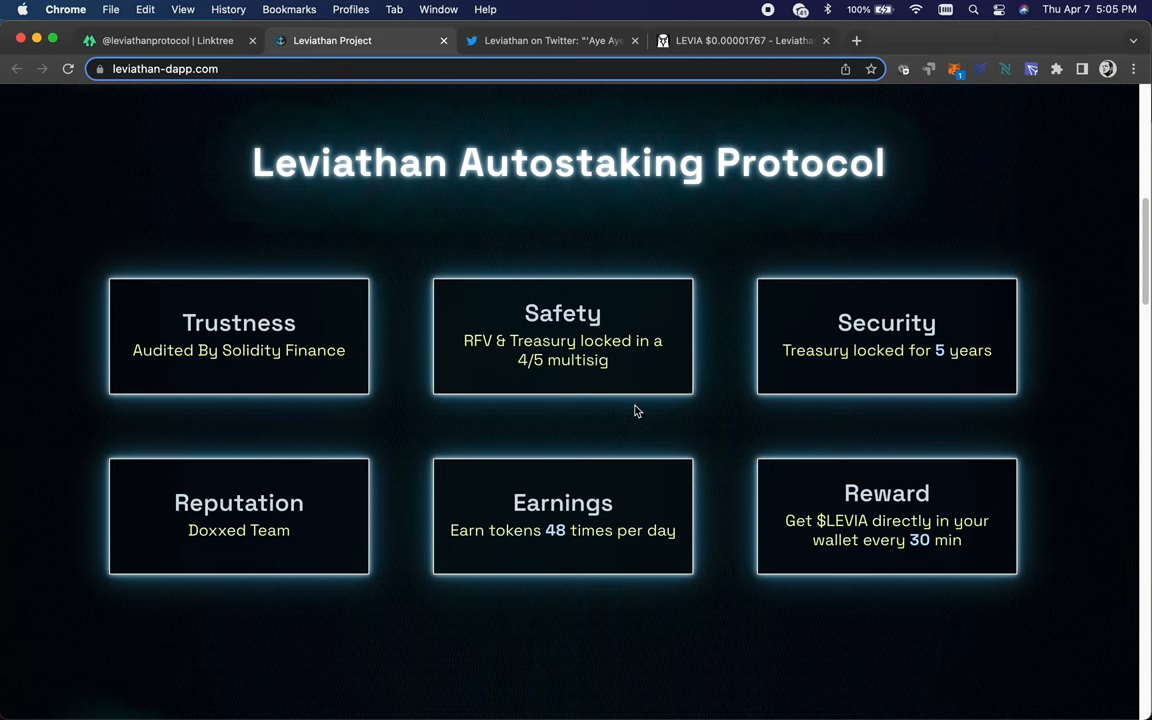 Chrome File Edit View History Bookmarks Profiles Tab Window Help 41 100% Thu Apr 7 5:05 PM
@leviathanprotocol | Linktree Leviathan Project Leviathan on Twitter: "'Aye Aye LEVIA $0.00001767 - Leviatha
leviathan-dapp.com 1
Leviathan Autostaking Protocol
Trustness
Audited By Solidity Finance
Safety
RFV & Treasury locked in a
4/5 multisig
Security
Treasury locked for 5 years
Reputation
Doxxed Team
Earnings
Earn tokens 48 times per day
Reward
Get $LEVIA directly in your
wallet every 30 min